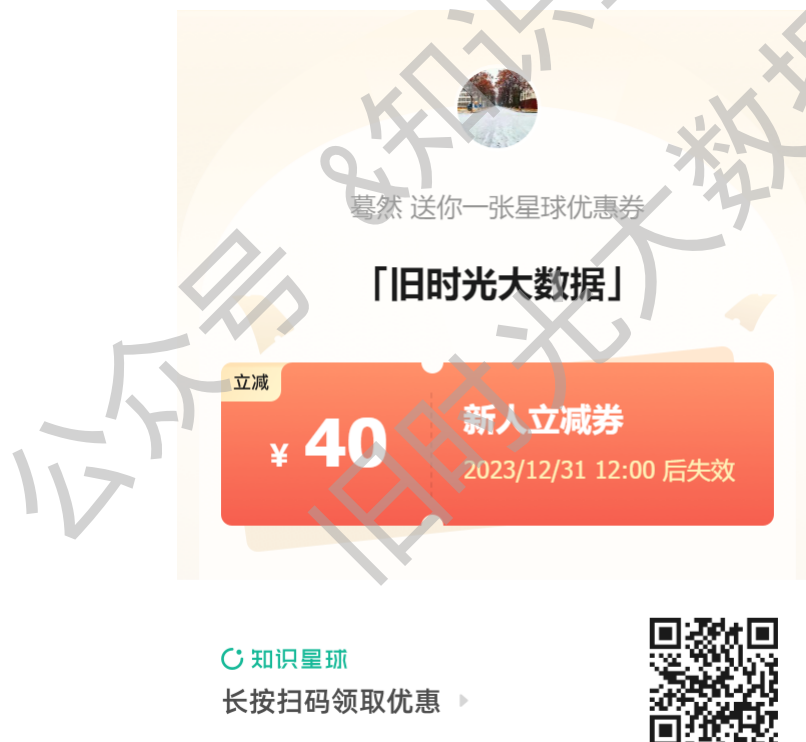 蓦然 送你一张星球优惠券
「旧时光大数据」
立减
¥ 40
新人立减券
2023/12/31 12:00 后失效
知识星球
长按扫码领取优惠
公众号 &知识
旧时光大数据